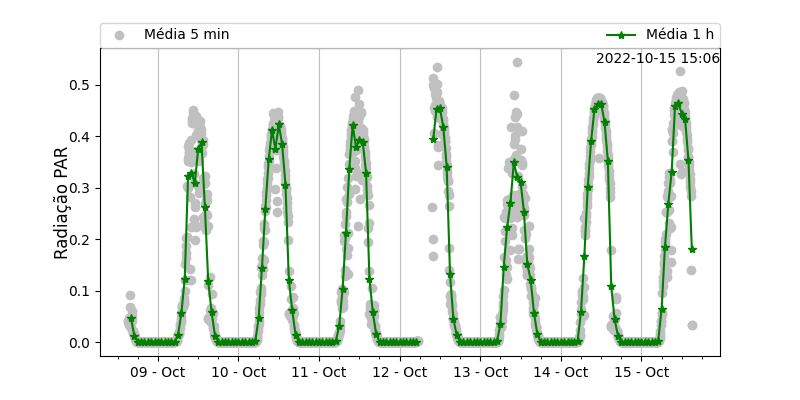 Média 5 min
Média 1 h
2022-10-15 15:06
Radiação PAR
0.5
0.4
0.3
0.2
0.1
0.0
09 - Oct
10 - Oct
11 - Oct
12 - Oct
13 - Oct
14 - Oct
15 - Oct